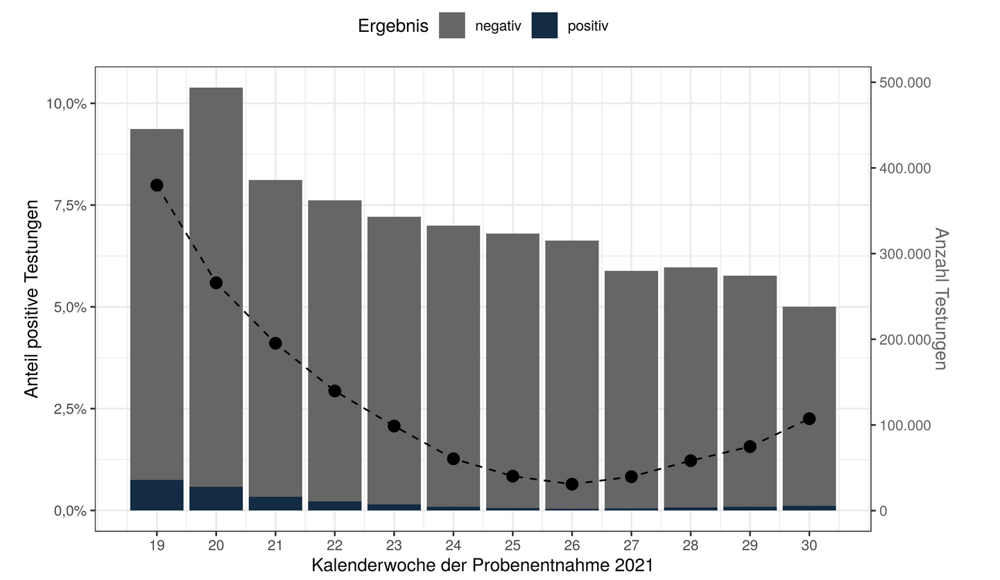 Ergebnis negativ positiv
10,0%
7,5%
5,0%
2,5%
0,0%
Anteil positive Testungen
500.000
400.000
300.000
200.000
100.000
0
Anzahl Testungen
19 20 21 22 23 24 25 26 27 28 29 30
Kalenderwoche der Probenentnahme 2021